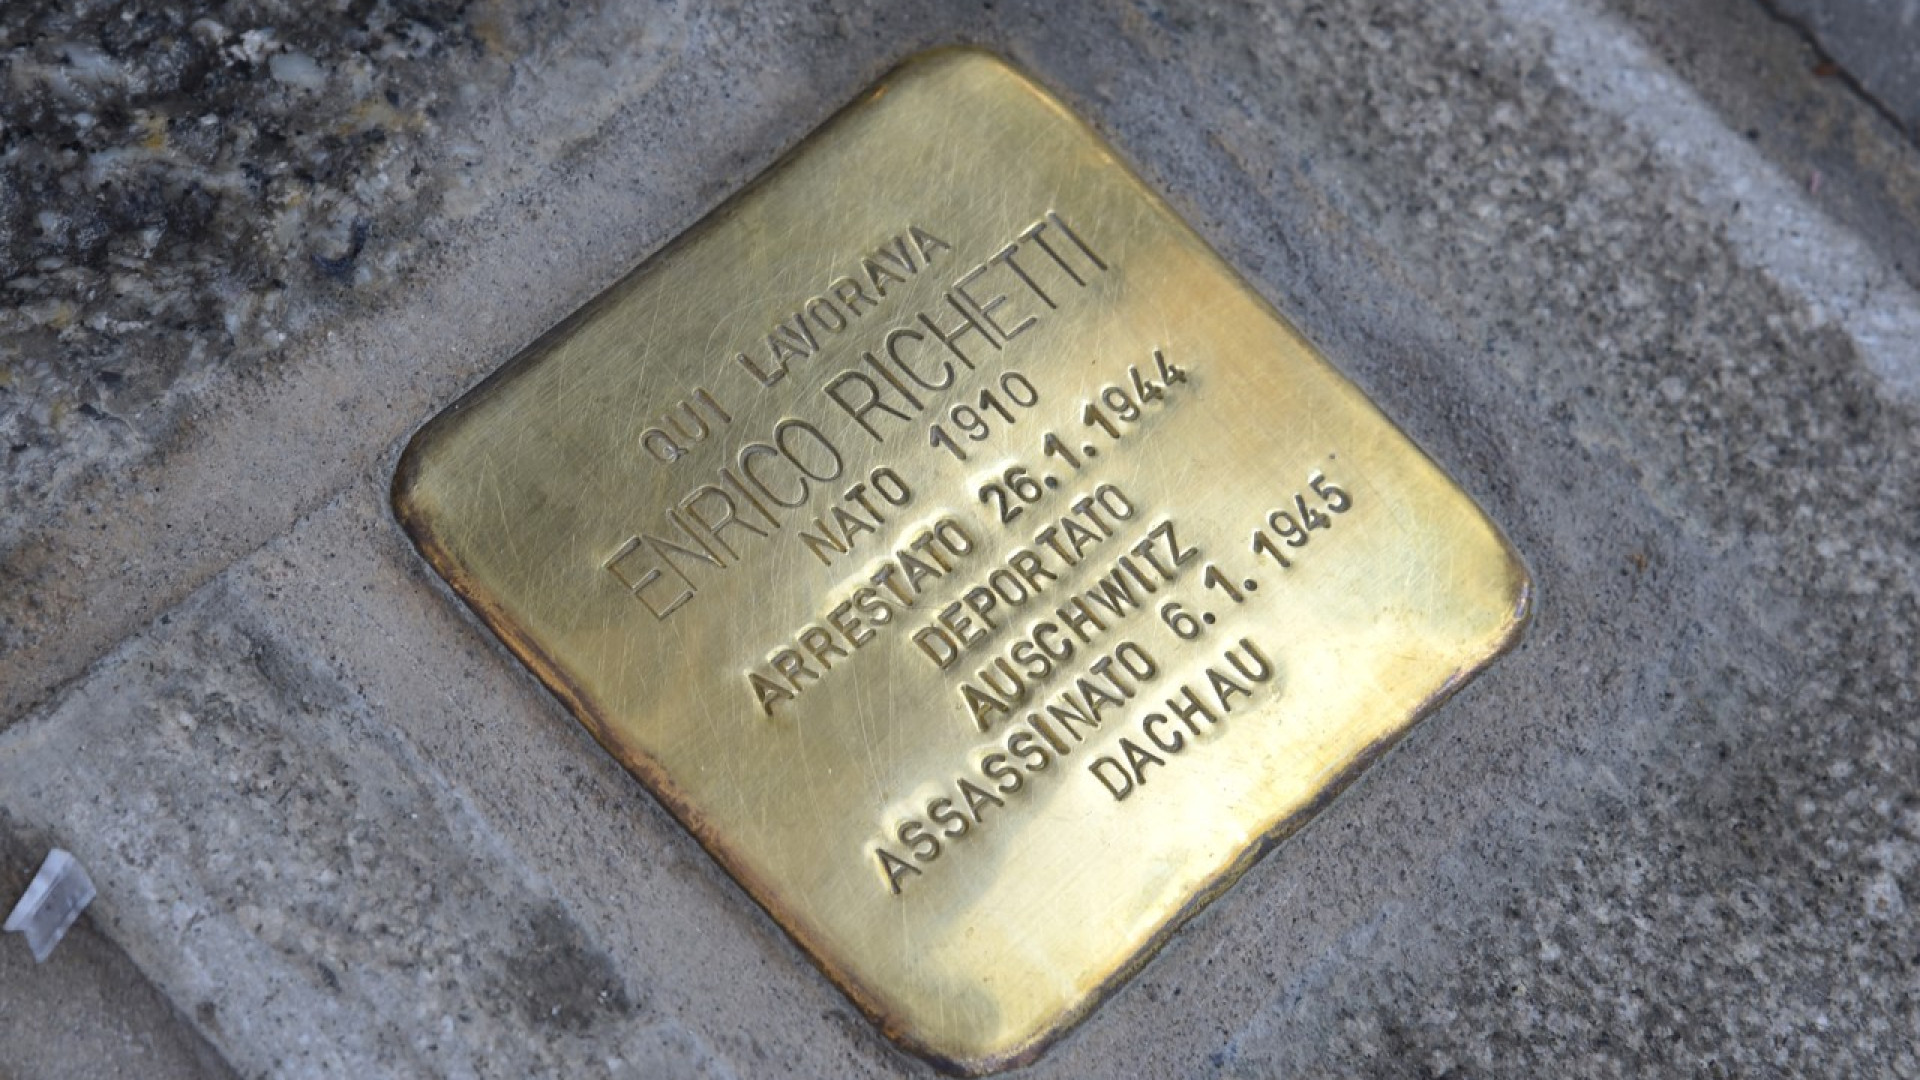 QUI LAVORAVA
ENRICO RICHETTI
NATO 1910
ARRESTATO 26.1.1944
DEPORTATO
AUSCHWITZ
ASSASSINATO 6.1.1945
DACHAU